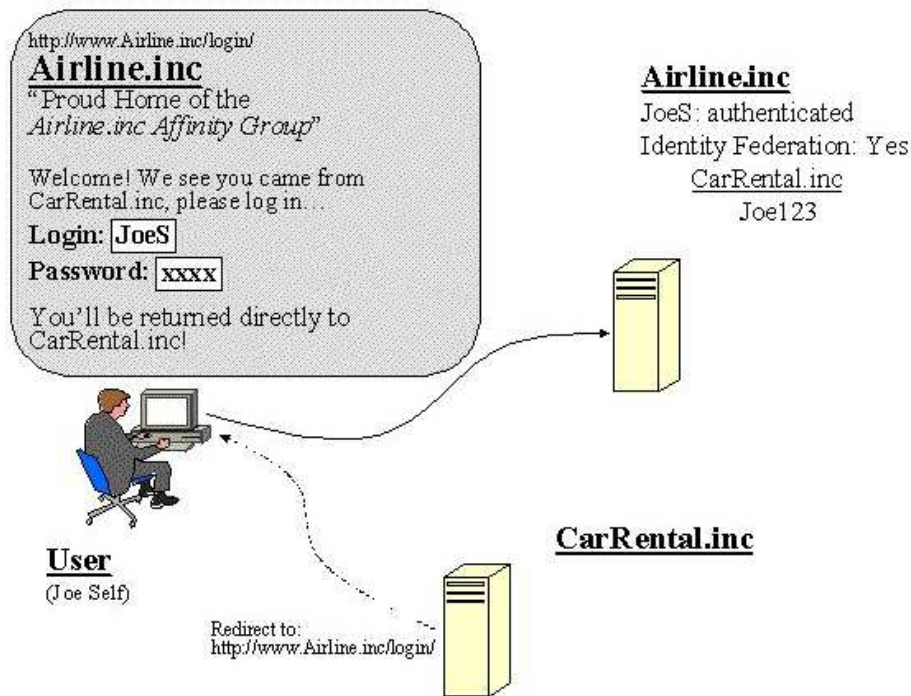 http://www.Airline.inc/login/
Airline.inc
“Proud Home of the
Airline.inc Affinity Group”
Welcome! We see you came from
CarRental.inc, please log in…
Login: JoeS
Password: xxxx
You’ll be returned directly to
CarRental.inc!
Airline.inc
JoeS: authenticated
Identity Federation: Yes
CarRental.inc
Joe123
User
(Joe Self)
CarRental.inc
Redirect to:
http://www.Airline.inc/login/